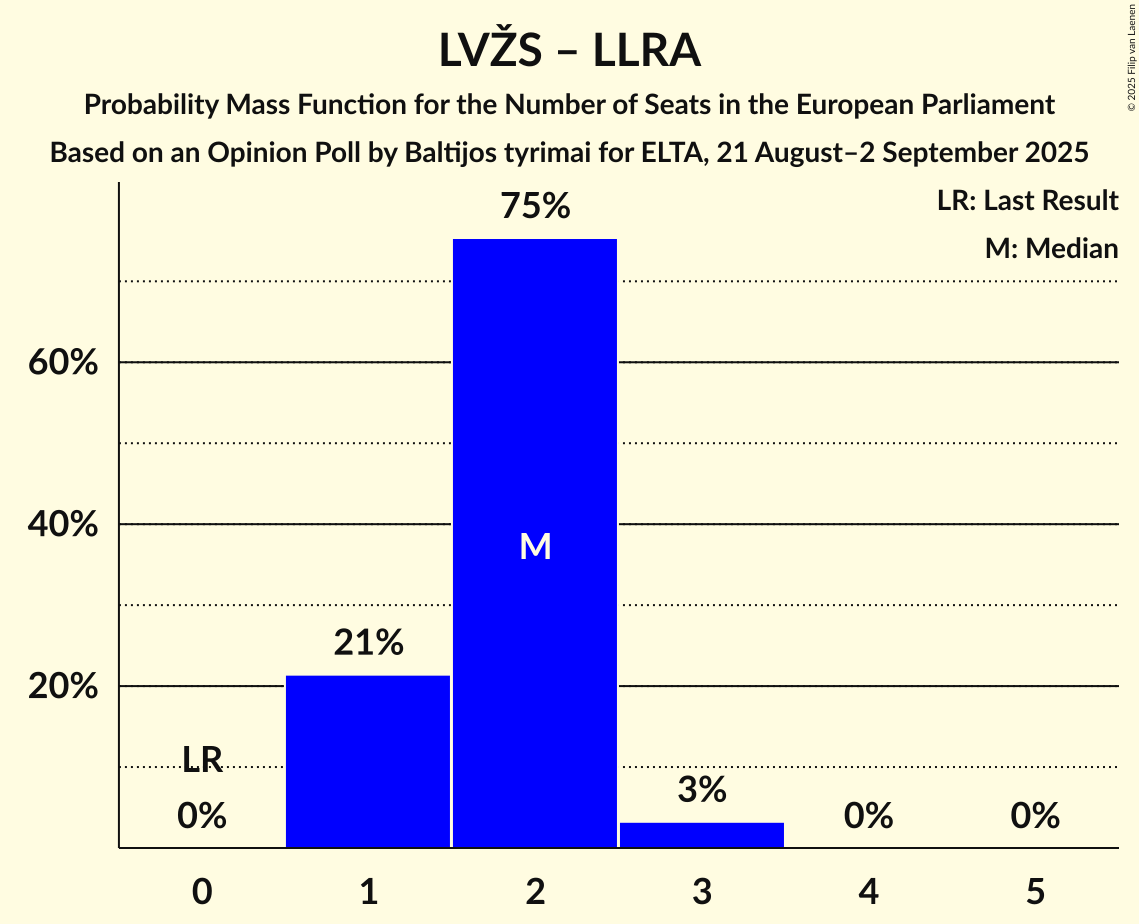 LVŽS – LLRA
Probability Mass Function for the Number of Seats in the European Parliament
Based on an Opinion Poll by Baltijos tyrimai for ELTA, 21 August–2 September 2025
© 2025 Filip van Laenen
LR: Last Result
M: Median
75%
60%
40%
M
21%
20%
LR
0%
3%
0%
0%
0
1
2
3
4
5